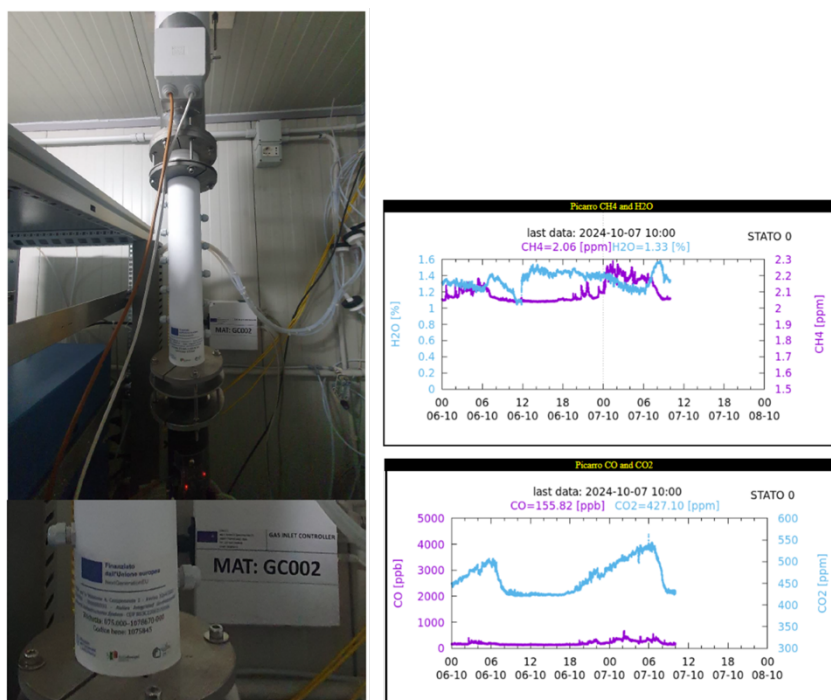 MAT: GC002
Finanziato
dall'Unione europea
NextGenerationEU
Codice bene: 1075845
GAS INLET CONTROLLER
MAT: GC002
Picarro CH4 and H2O
last data: 2024-10-07 10:00
STATO 0
CH4=2.06 [ppm]H2O=1.33 [%]
H2O [%]
1.6
1.4
1.2
1
0.8
0.6
0.4
0.2
0
2.3
2.2
2.1
2
1.9
1.8
1.7
1.6
1.5
CH4 [ppm]
00 06 12 18 00 06 12 18 00
06-10 06-10 06-10 06-10 07-10 07-10 07-10 07-10 08-10
Picarro CO and CO2
last data: 2024-10-07 10:00
STATO 0
CO=155.82 [ppb] CO2=427.10 [ppm]
CO [ppb]
5000
4000
3000
2000
1000
0
600
550
500
450
400
350
300
CO2 [ppm]
00 06 12 18 00 06 12 18 00
06-10 06-10 06-10 06-10 07-10 07-10 07-10 07-10 08-10